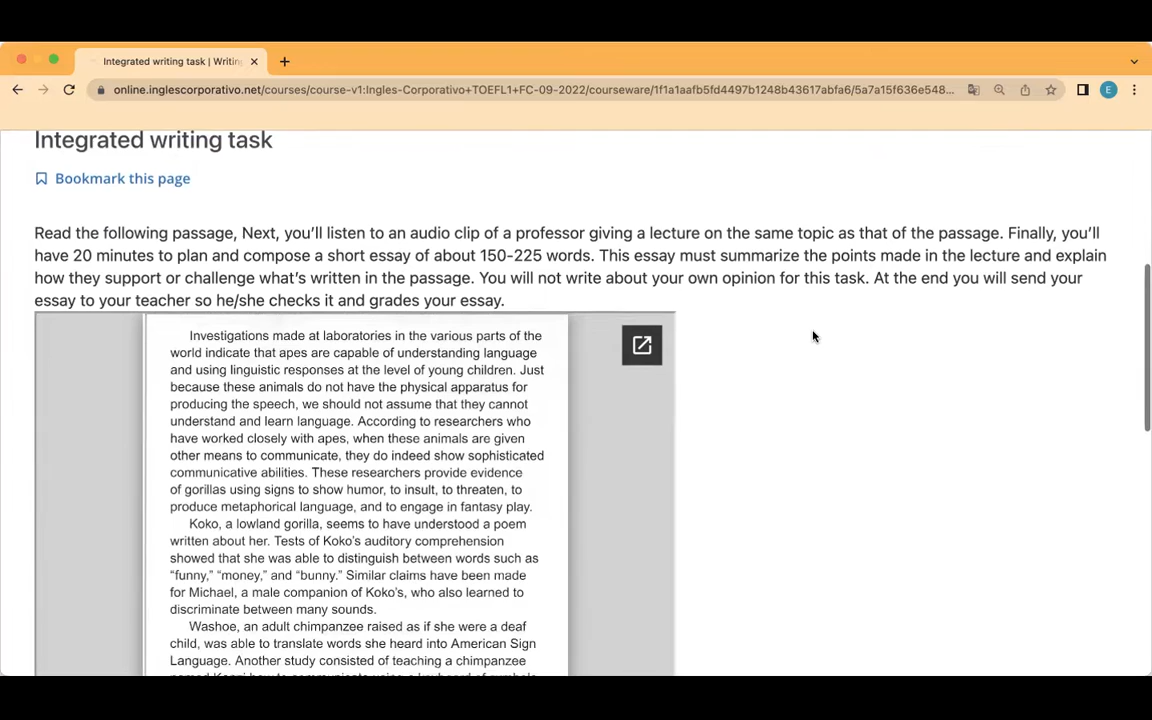 Integrated writing task | Writin
online.inglescorporativo.net/courses/course-v1:Ingles-Corporativo+TOEFL1+FC-09-2022/courseware/1f1a1aafb5fd4497b1248b43617abfa6/5a7a15f636e548...
E
Integrated writing task
Bookmark this page
Read the following passage, Next, you’ll listen to an audio clip of a professor giving a lecture on the same topic as that of the passage. Finally, you’ll
have 20 minutes to plan and compose a short essay of about 150-225 words. This essay must summarize the points made in the lecture and explain
how they support or challenge what’s written in the passage. You will not write about your own opinion for this task. At the end you will send your
essay to your teacher so he/she checks it and grades your essay.
Investigations made at laboratories in the various parts of the
world indicate that apes are capable of understanding language
and using linguistic responses at the level of young children. Just
because these animals do not have the physical apparatus for
producing the speech, we should not assume that they cannot
understand and learn language. According to researchers who
have worked closely with apes, when these animals are given
other means to communicate, they do indeed show sophisticated
communicative abilities. These researchers provide evidence
of gorillas using signs to show humor, to insult, to threaten, to
produce metaphorical language, and to engage in fantasy play.
Koko, a lowland gorilla, seems to have understood a poem
written about her. Tests of Koko’s auditory comprehension
showed that she was able to distinguish between words such as
“funny,” “money,” and “bunny.” Similar claims have been made
for Michael, a male companion of Koko’s, who also learned to
discriminate between many sounds.
Washoe, an adult chimpanzee raised as if she were a deaf
child, was able to translate words she heard into American Sign
Language. Another study consisted of teaching a chimpanzee